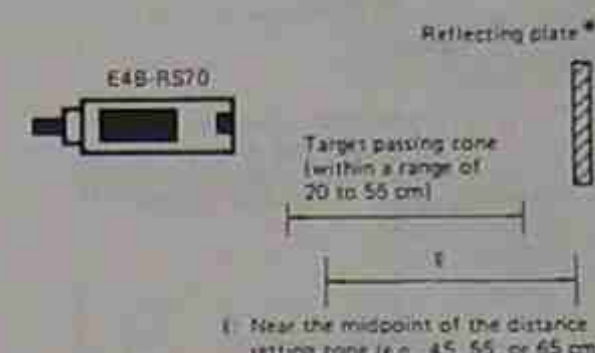 Reflecting plate *
E4B-RS70
Target passing cone
(within a range of
20 to 55 cm)
ℓ
ℓ: Near the midpoint of the distance
setting zone (e.g., 45, 55, or 65 cm